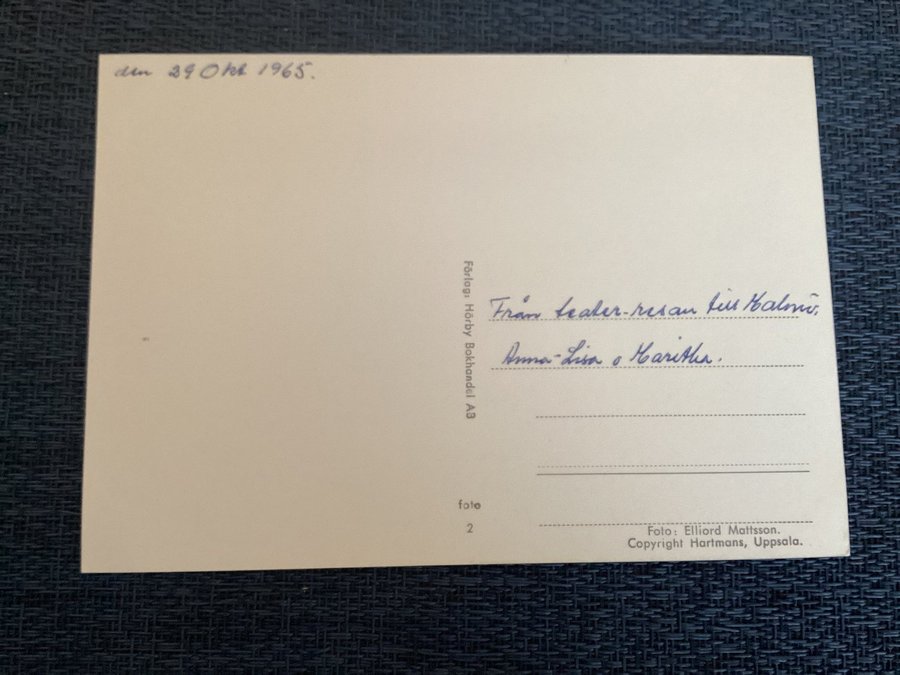 den 29 Okt 1965.
Från teater-resan till Malmö.
Anna-Lisa o Maritha.
Förlag: Hörby Bokhandel AB
foto
2
Foto: Elliord Mattsson.
Copyright Hartmans, Uppsala.